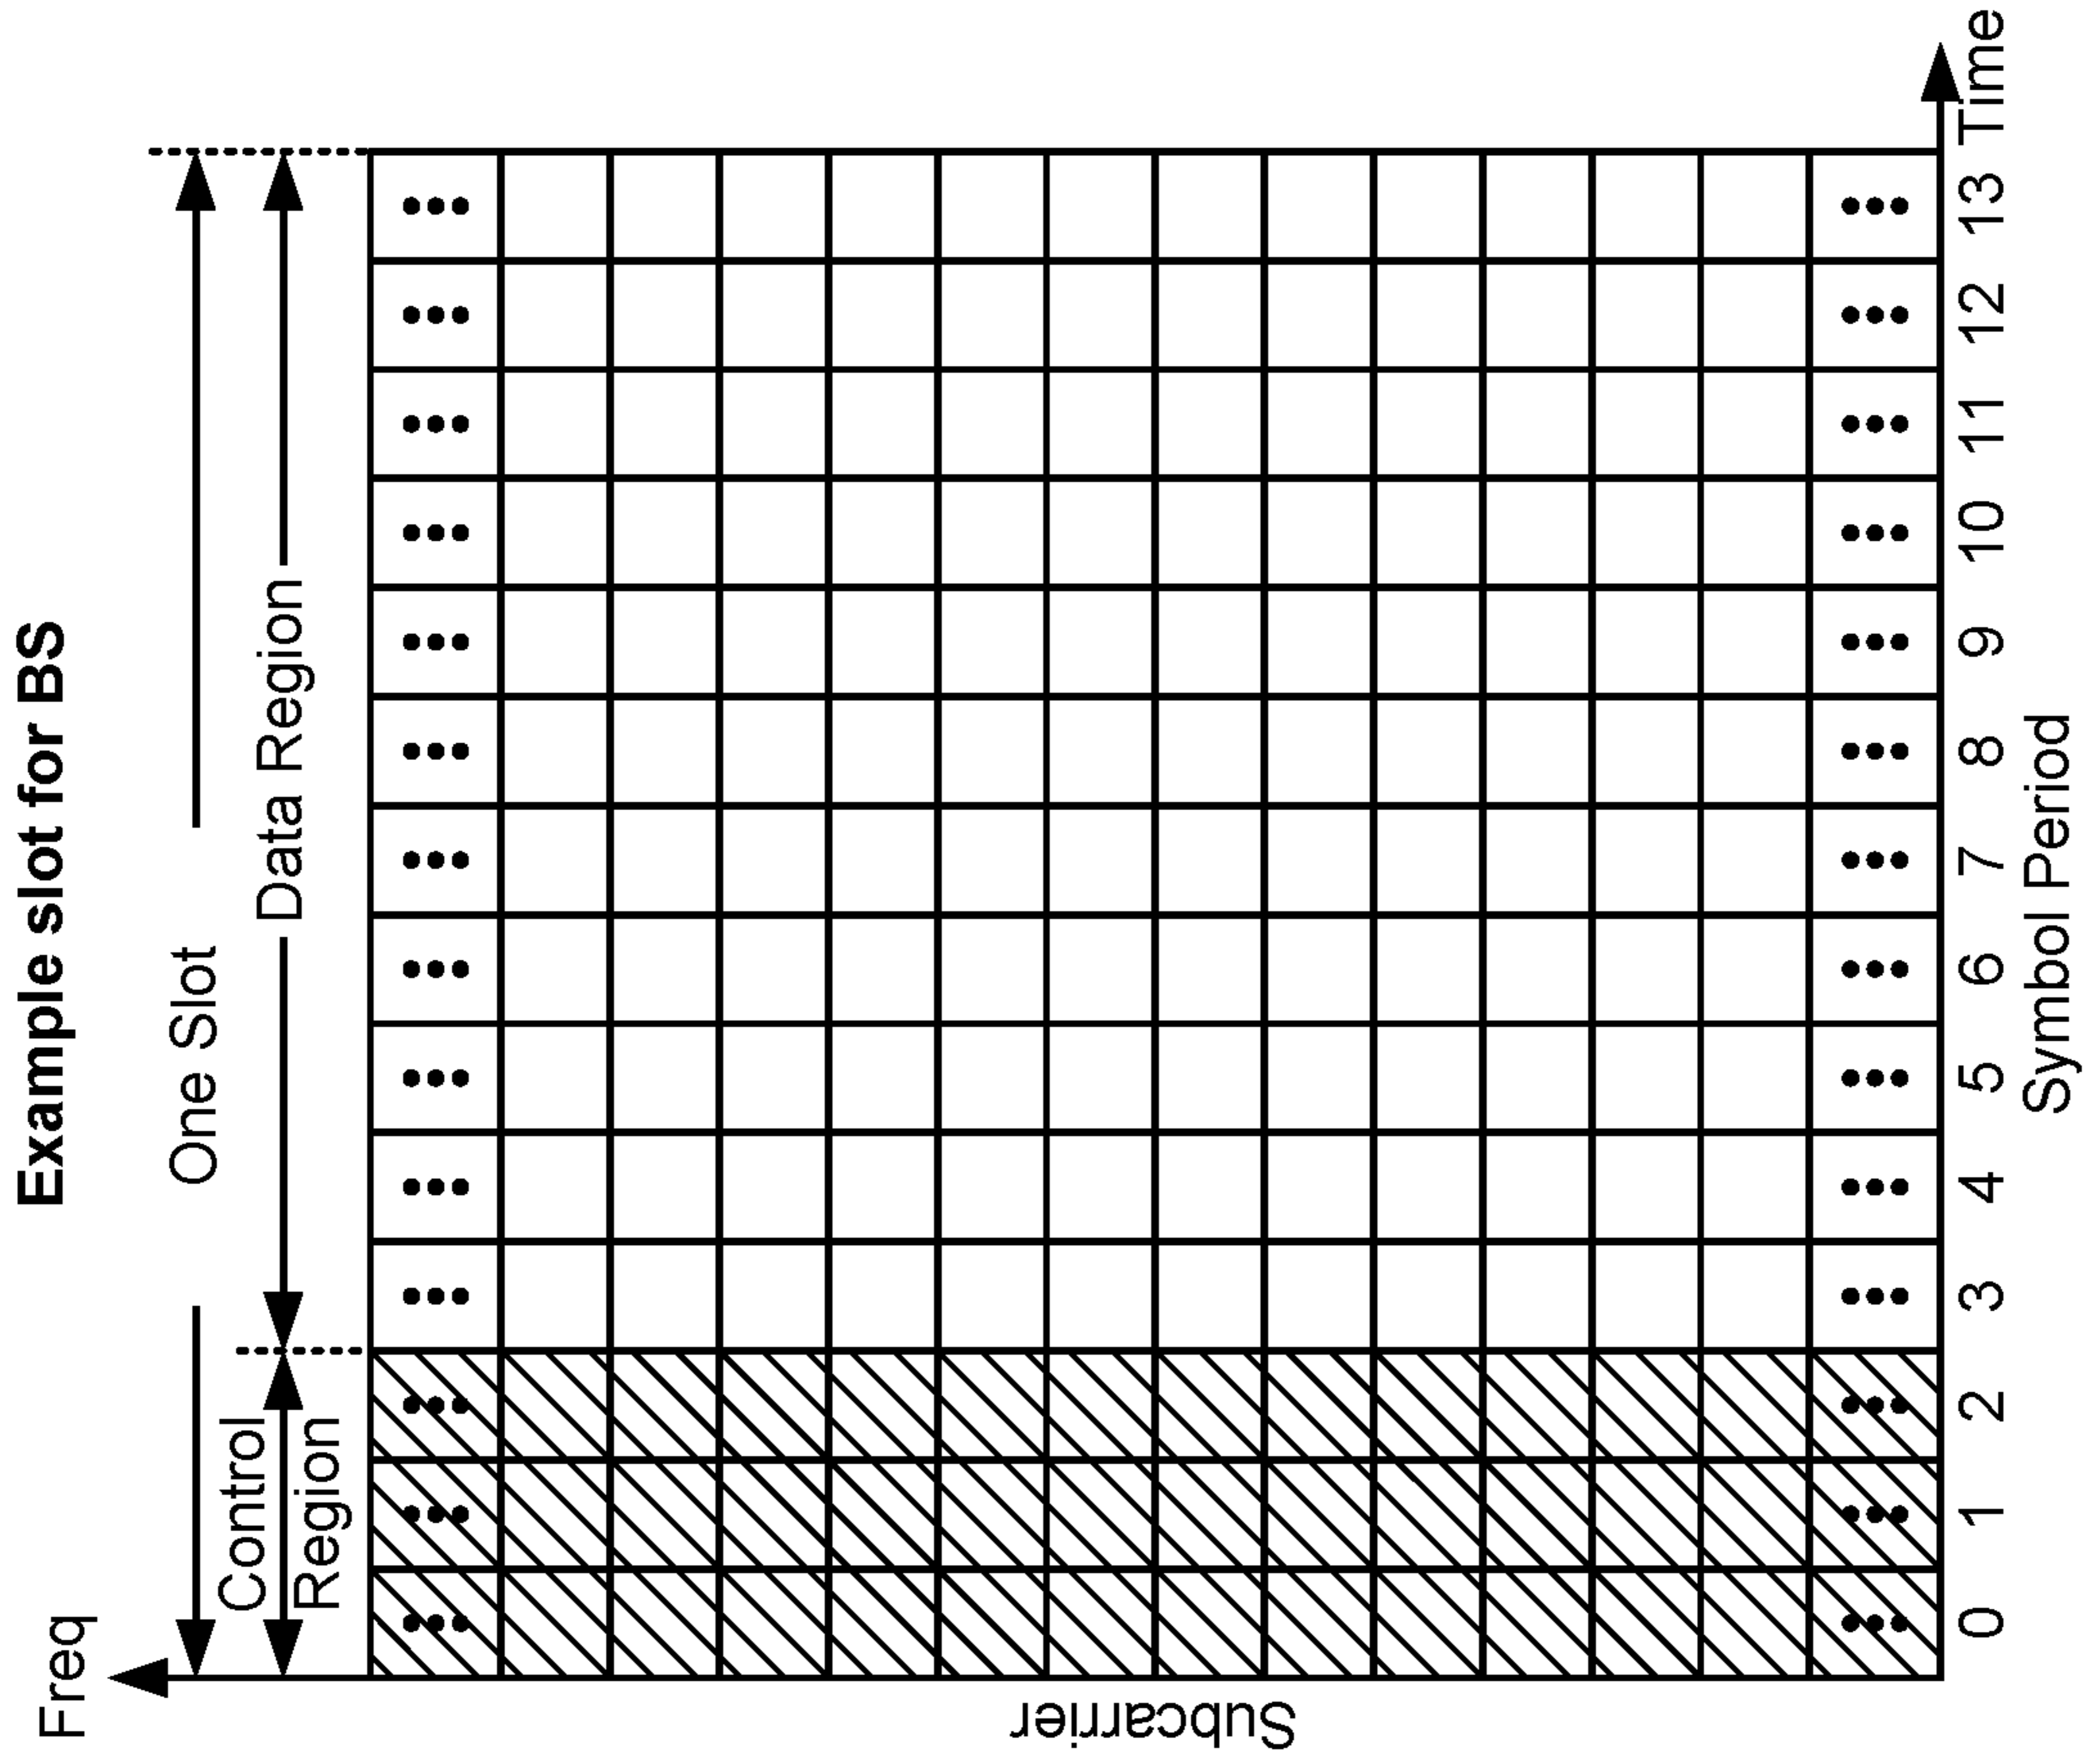 Example slot for BS
Freq
One Slot
Control
Region
Data Region
Subcarrier
0 1 2 3 4 5 6 7 8 9 10 11 12 13 Time
Symbol Period